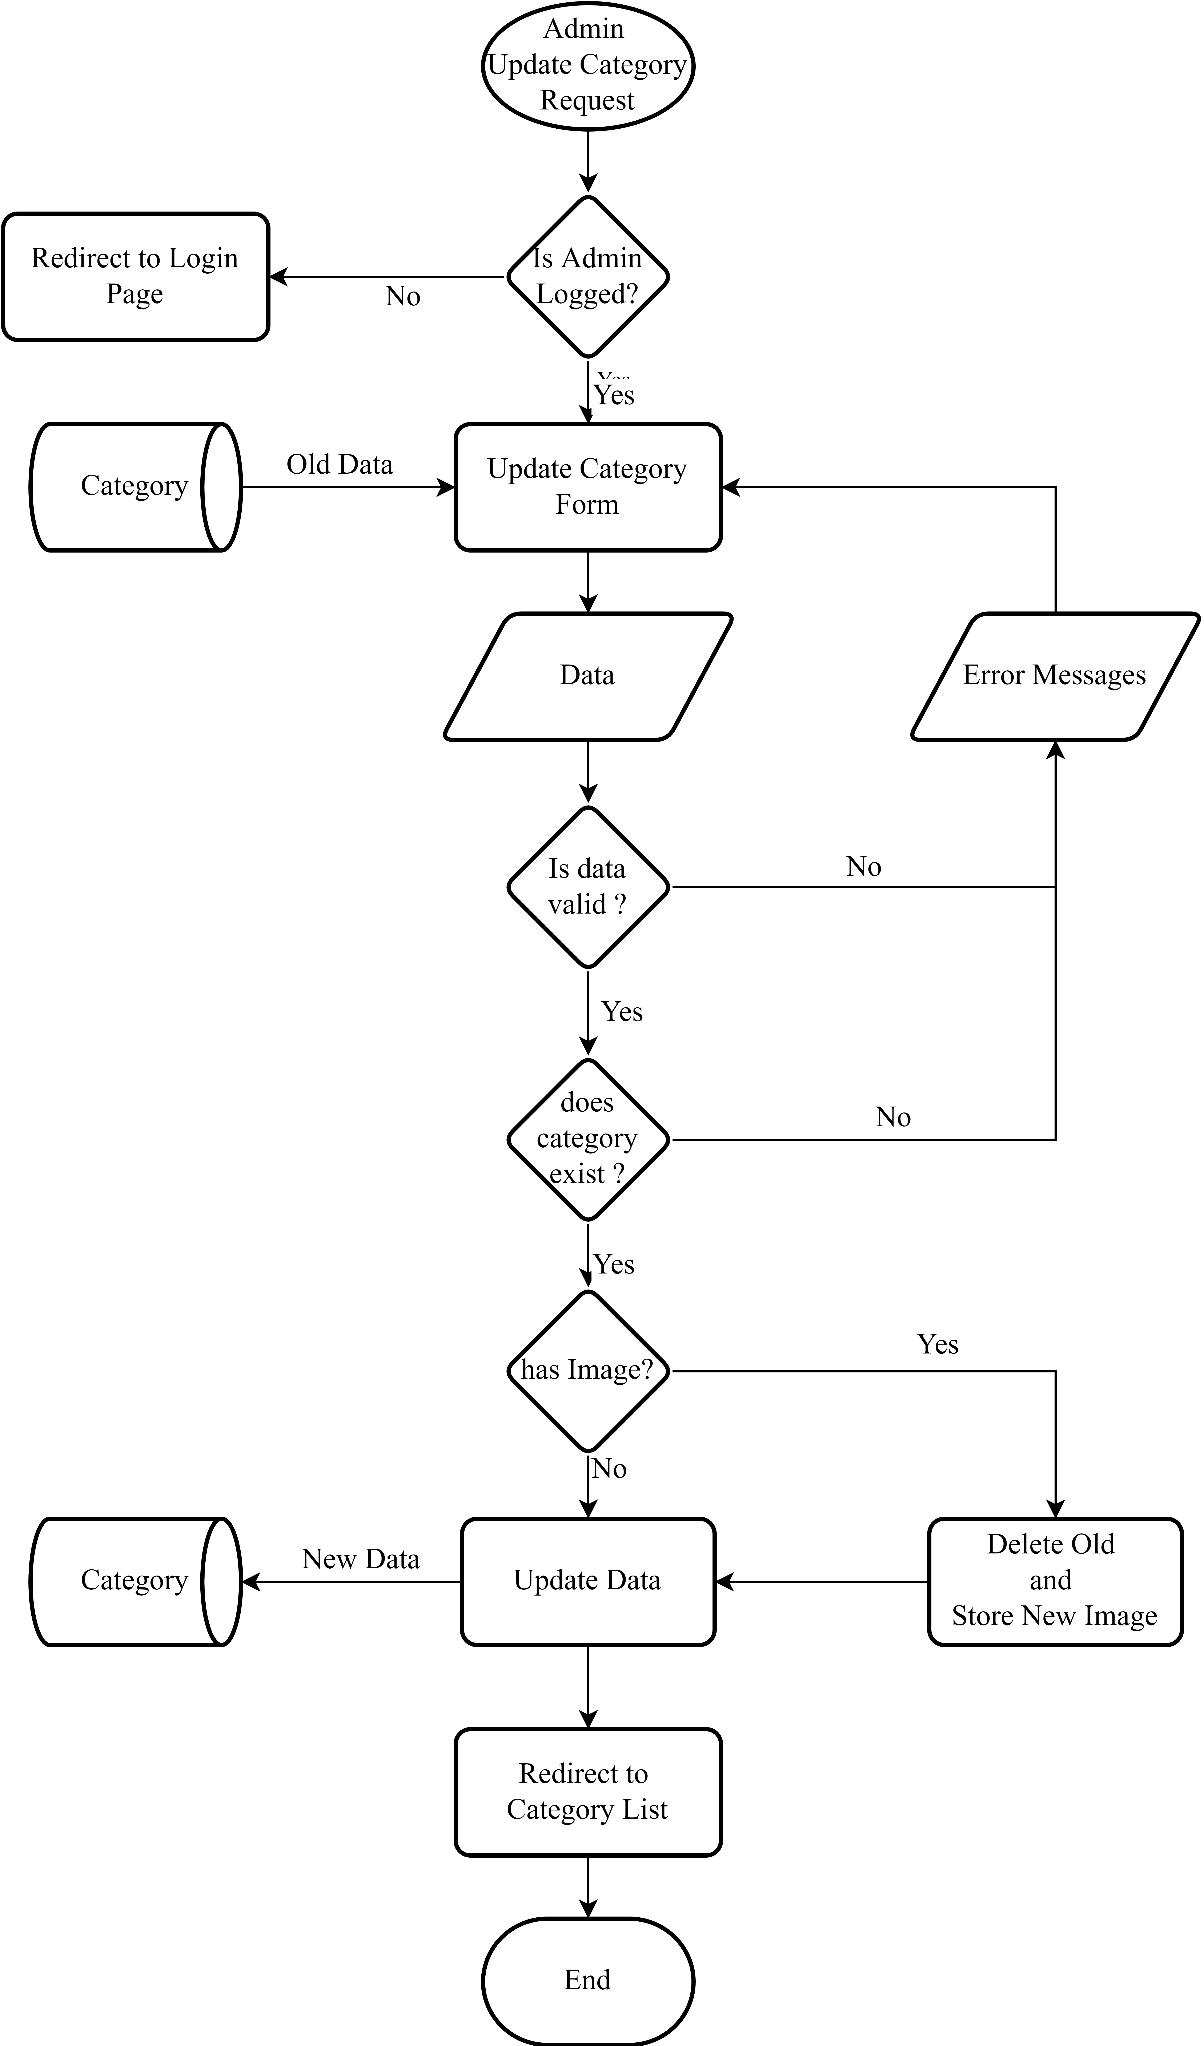 Admin
Update Category
Request
Is Admin
Logged?
Redirect to Login
Page
No
Yes
Yes
Category
Old Data
Update Category
Form
Data
Error Messages
Is data
valid ?
No
Yes
does
category
exist ?
No
Yes
has Image?
Yes
No
Category
New Data
Update Data
Delete Old
and
Store New Image
Redirect to
Category List
End